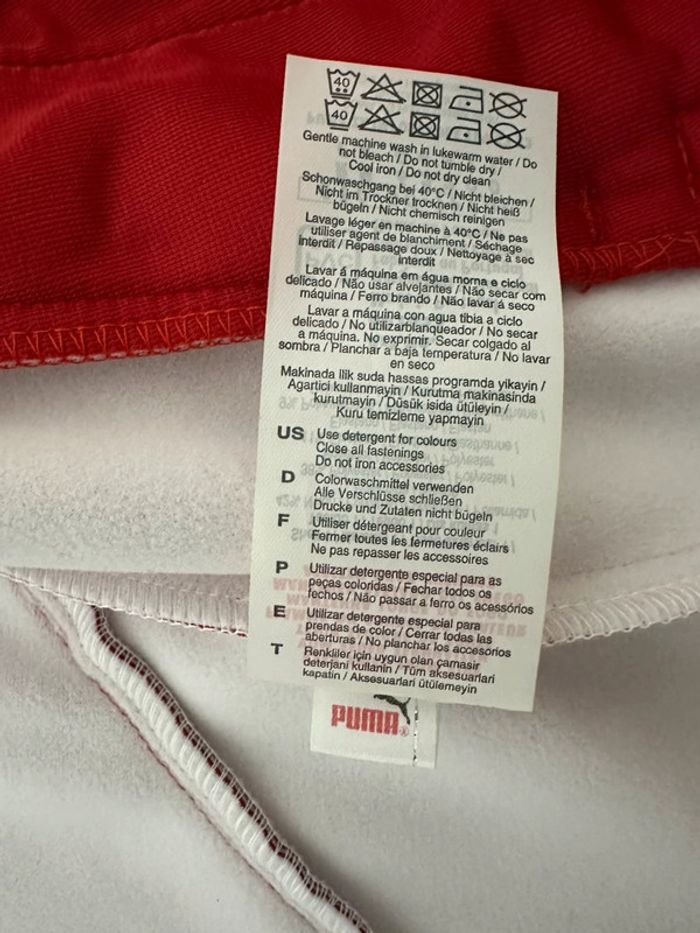 40
40
Gentle machine wash in lukewarm water / Do
not bleach / Do not tumble dry /
Cool iron / Do not dry clean
Schonwaschgang bei 40°C / Nicht bleichen /
Nicht im Trockner trocknen / Nicht heiß
bügeln / Nicht chemisch reinigen
Lavage léger en machine à 40°C / Ne pas
utiliser agent de blanchiment / Séchage
interdit / Repassage doux / Nettoyage à sec
interdit
Lavar á máquina em água morna e ciclo
delicado / Não usar alvejantes / Não secar com
máquina / Ferro brando / Não lavar á seco
Lavar a máquina con agua tibia a ciclo
delicado / No utilizarblanqueador / No secar
a máquina. No exprimir. Secar colgado al
sombra / Planchar a baja temperatura / No lavar
en seco
Makinada ilik suda hassas programda yikayin /
Agartici kullanmayin / Kurutma makinasinda
kurutmayin / Düsük isida ütüleyin /
Kuru temizleme yapmayin
US Use detergent for colours
Close all fastenings
Do not iron accessories
D Colorwaschmittel verwenden
Alle Verschlüsse schließen
Drucke und Zutaten nicht bügeln
F Utiliser détergeant pour couleur
Fermer toutes les fermetures éclairs
Ne pas repasser les accessoires
P Utilizar detergente especial para as
peças coloridas / Fechar todos os
fechos / Não passar a ferro os acessórios
E Utilizar detergente especial para
prendas de color / Cerrar todas las
aberturas / No planchar los accesorios
T Renkliler için uygun olan çamasir
deterjani kullanin / Tüm aksesuarlari
kapatin / Aksesuarlari ütülemeyin
PUMA®